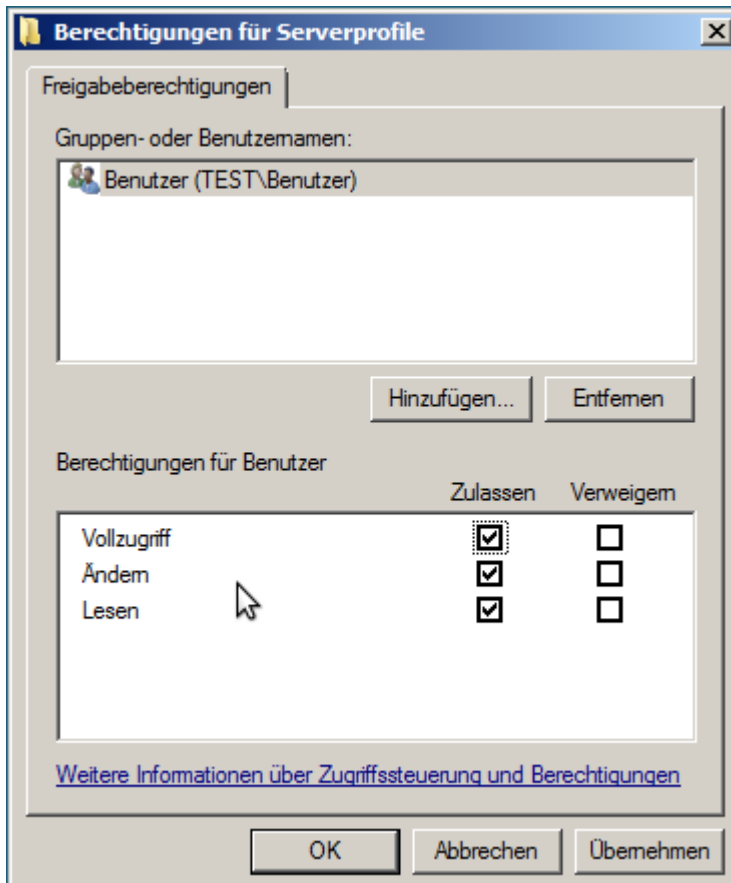 Berechtigungen für Serverprofile
Freigabeberechtigungen
Gruppen- oder Benutzernamen:
Benutzer (TEST\Benutzer)
Hinzufügen... Entfernen
Berechtigungen für Benutzer
Zulassen Verweigern
Vollzugriff
Ändern
Lesen
Weitere Informationen über Zugriffssteuerung und Berechtigungen
OK Abbrechen Übernehmen